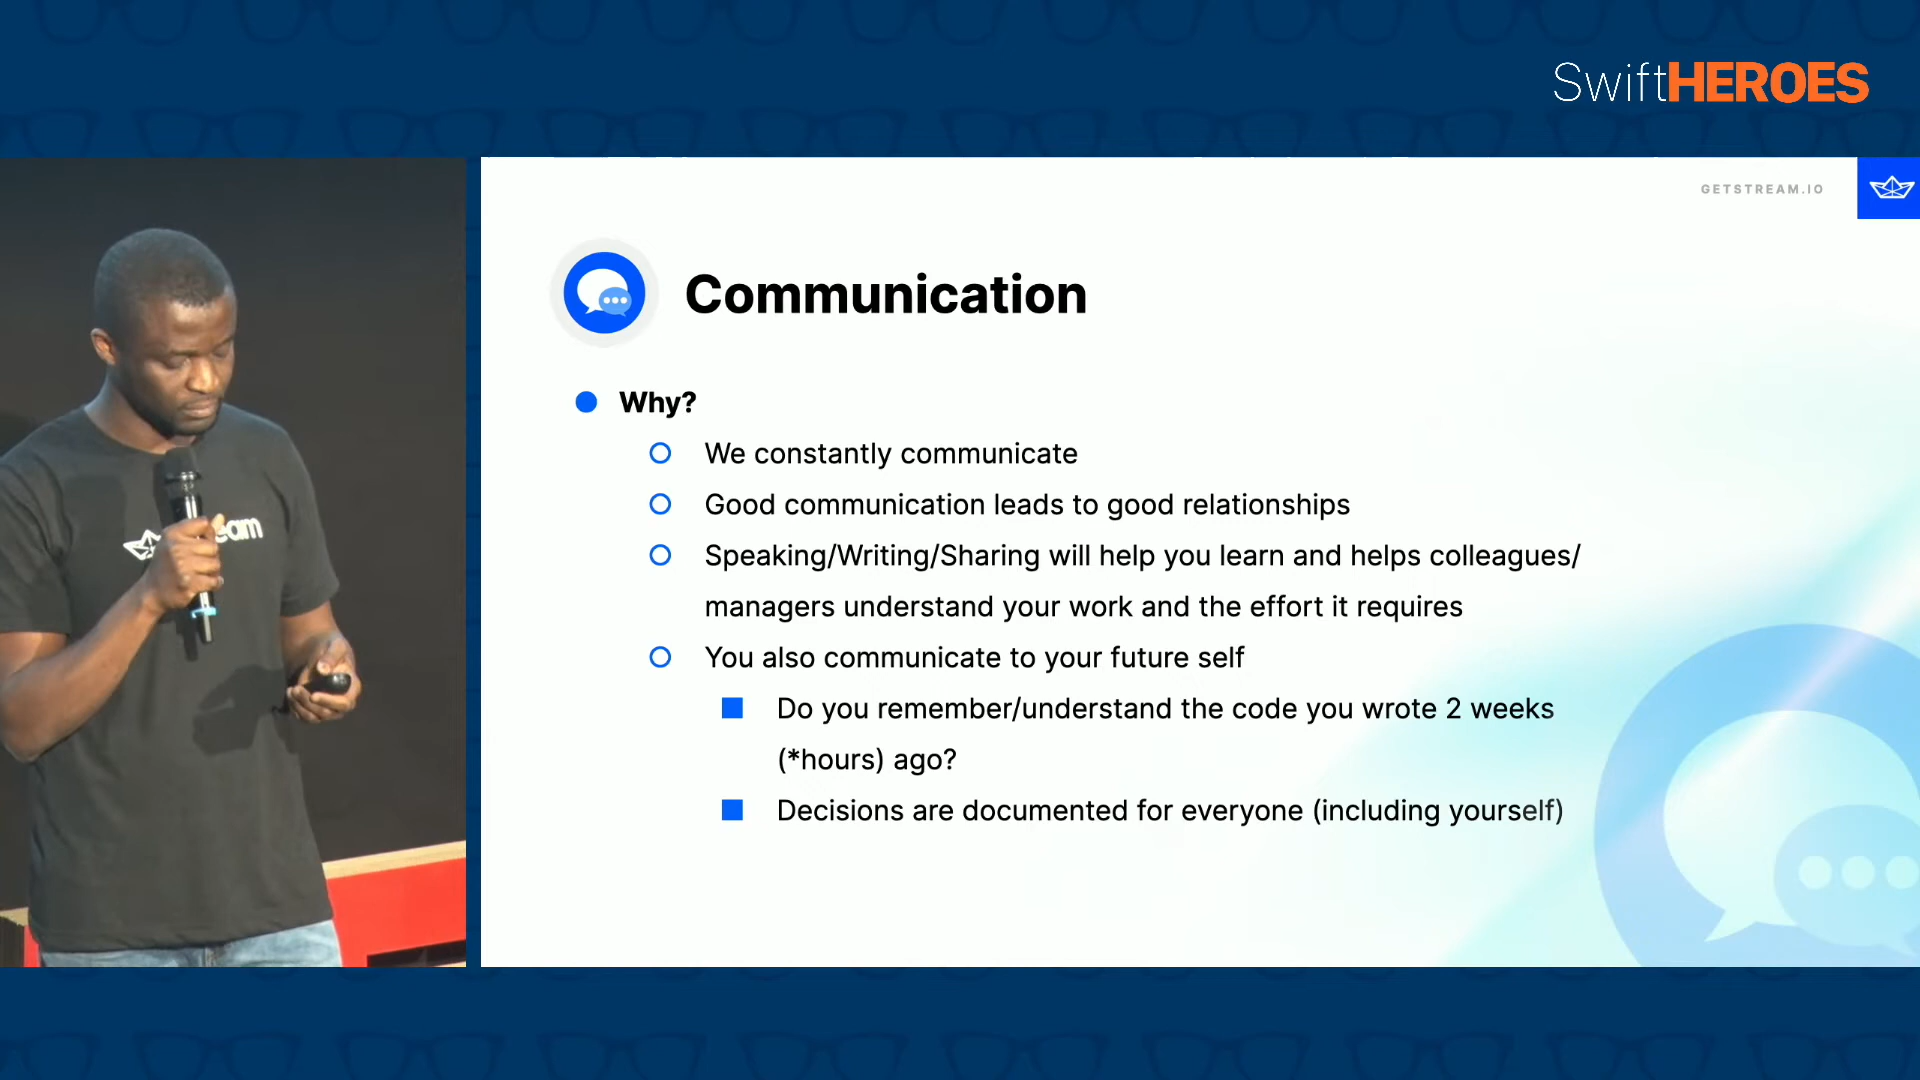 SwiftHEROES
GETSTREAM.IO
Communication
Why?
We constantly communicate
Good communication leads to good relationships
Speaking/Writing/Sharing will help you learn and helps colleagues/
managers understand your work and the effort it requires
You also communicate to your future self
Do you remember/understand the code you wrote 2 weeks
(*hours) ago?
Decisions are documented for everyone (including yourself)